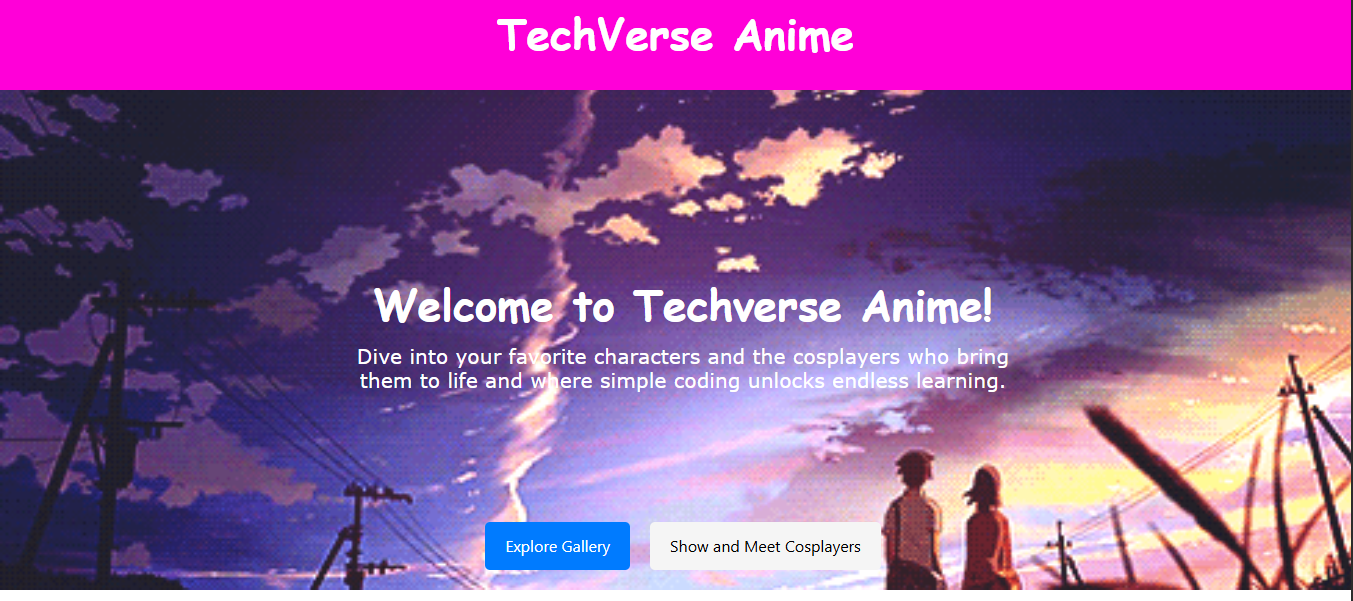 TechVerse Anime
Welcome to Techverse Anime!
Dive into your favorite characters and the cosplayers who bring
them to life and where simple coding unlocks endless learning.
Explore Gallery
Show and Meet Cosplayers